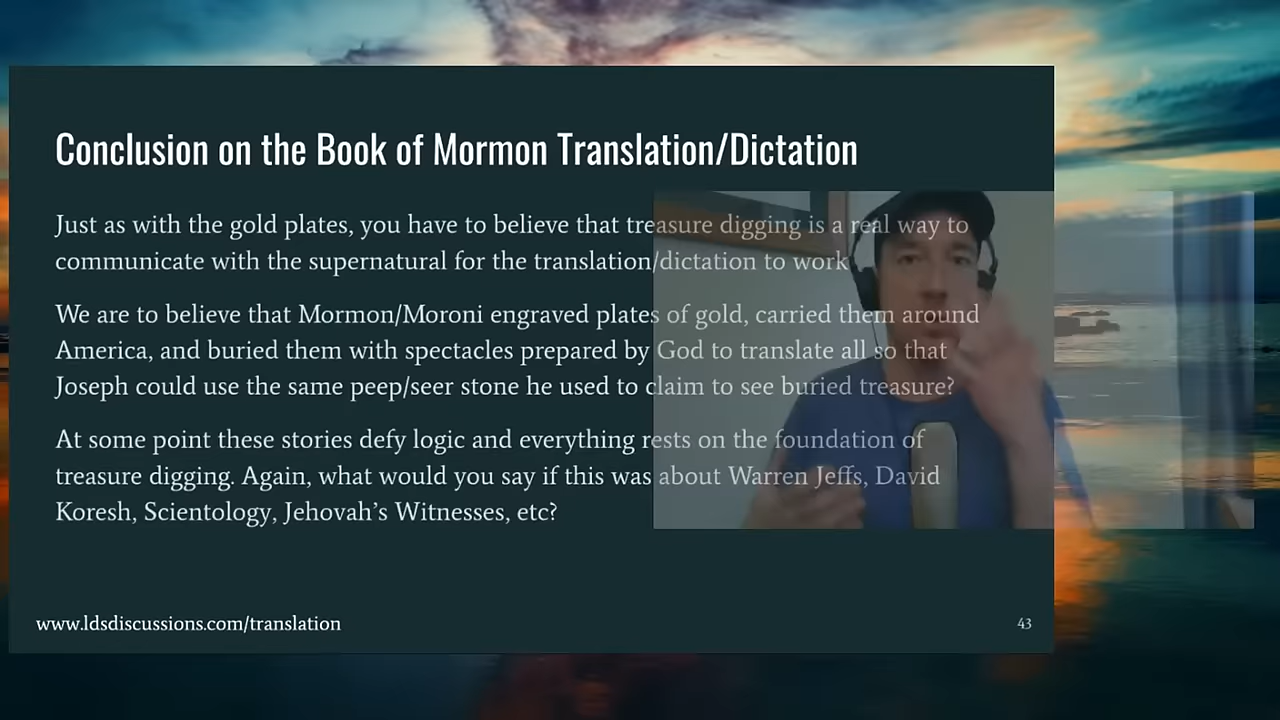 Conclusion on the Book of Mormon Translation/Dictation
Just as with the gold plates, you have to believe that treasure digging is a real way to
communicate with the supernatural for the translation/dictation to work
We are to believe that Mormon/Moroni engraved plates of gold, carried them around
America, and buried them with spectacles prepared by God to translate all so that
Joseph could use the same peep/seer stone he used to claim to see buried treasure?
At some point these stories defy logic and everything rests on the foundation of
treasure digging. Again, what would you say if this was about Warren Jeffs, David
Koresh, Scientology, Jehovah’s Witnesses, etc?
www.ldsdiscussions.com/translation
43